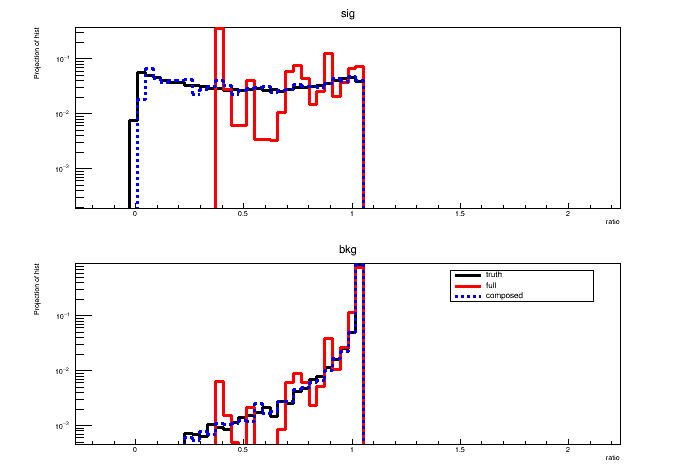 sig
Projection of hist
10⁻¹
10⁻²
10⁻³
0
0.5
1
1.5
2
ratio
bkg
Projection of hist
truth
full
composed
10⁻¹
10⁻²
10⁻³
0
0.5
1
1.5
2
ratio